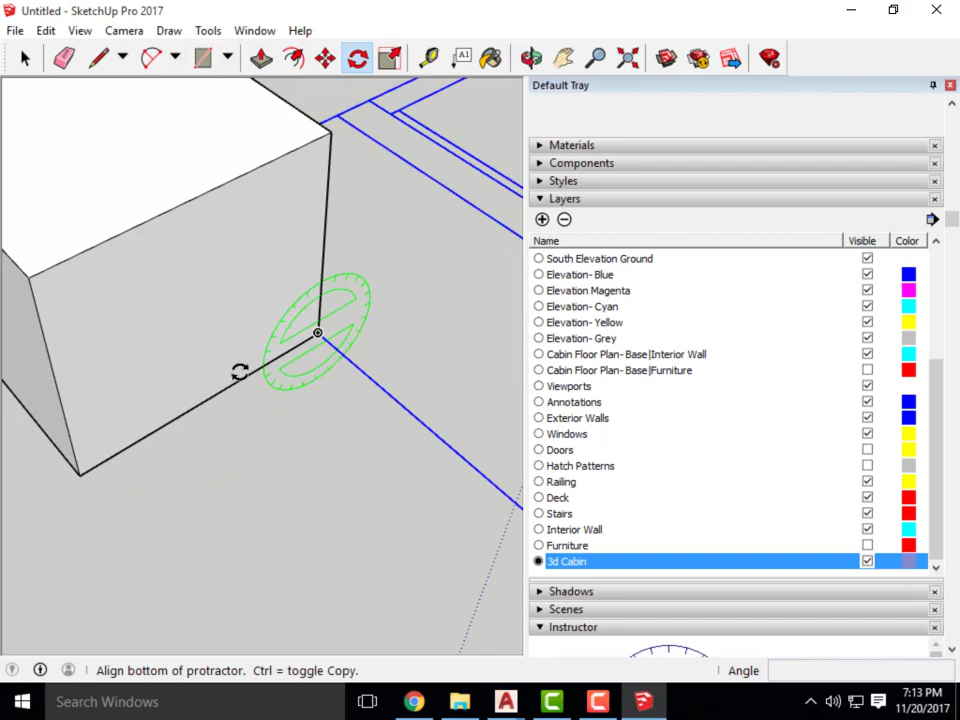 Untitled - SketchUp Pro 2017
File Edit View Camera Draw Tools Window Help
A1
Default Tray
Materials
Components
Styles
Layers
Name Visible Color
South Elevation Ground
Elevation- Blue
Elevation Magenta
Elevation- Cyan
Elevation- Yellow
Elevation- Grey
Cabin Floor Plan- Base|Interior Wall
Cabin Floor Plan- Base|Furniture
Viewports
Annotations
Exterior Walls
Windows
Doors
Hatch Patterns
Railing
Deck
Stairs
Interior Wall
Furniture
3d Cabin
Shadows
Scenes
Instructor
Align bottom of protractor. Ctrl = toggle Copy.
Angle
Search Windows
7:13 PM
11/20/2017